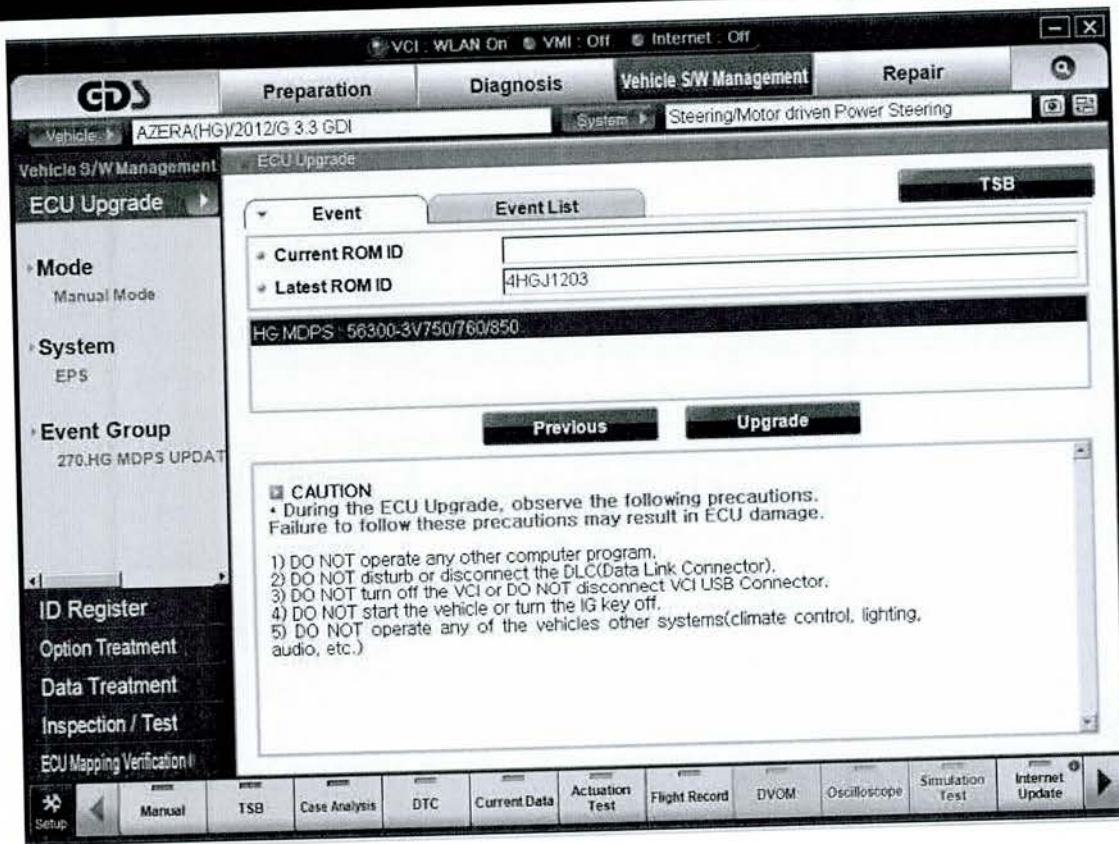 VCI : WLAN On VMI : Off Internet : Off
GDS Preparation Diagnosis Vehicle S/W Management Repair
Vehicle AZERA(HG)/2012/G 3.3 GDI System Steering/Motor driven Power Steering
Vehicle S/W Management
ECU Upgrade
ECU Upgrade
TSB
Event Event List
Current ROM ID
Latest ROM ID 4HGJ1203
HG MDPS : 56300-3V750/760/850
Mode
Manual Mode
System
EPS
Event Group
270.HG MDPS UPDAT
Previous Upgrade
CAUTION
• During the ECU Upgrade, observe the following precautions.
Failure to follow these precautions may result in ECU damage.
1) DO NOT operate any other computer program.
2) DO NOT disturb or disconnect the DLC(Data Link Connector).
3) DO NOT turn off the VCI or DO NOT disconnect VCI USB Connector.
4) DO NOT start the vehicle or turn the IG key off.
5) DO NOT operate any of the vehicles other systems(climate control, lighting,
audio, etc.)
ID Register
Option Treatment
Data Treatment
Inspection / Test
ECU Mapping Verification
Setup Manual TSB Case Analysis DTC Current Data Actuation Test Flight Record DVOM Oscilloscope Simulation Test Internet Update